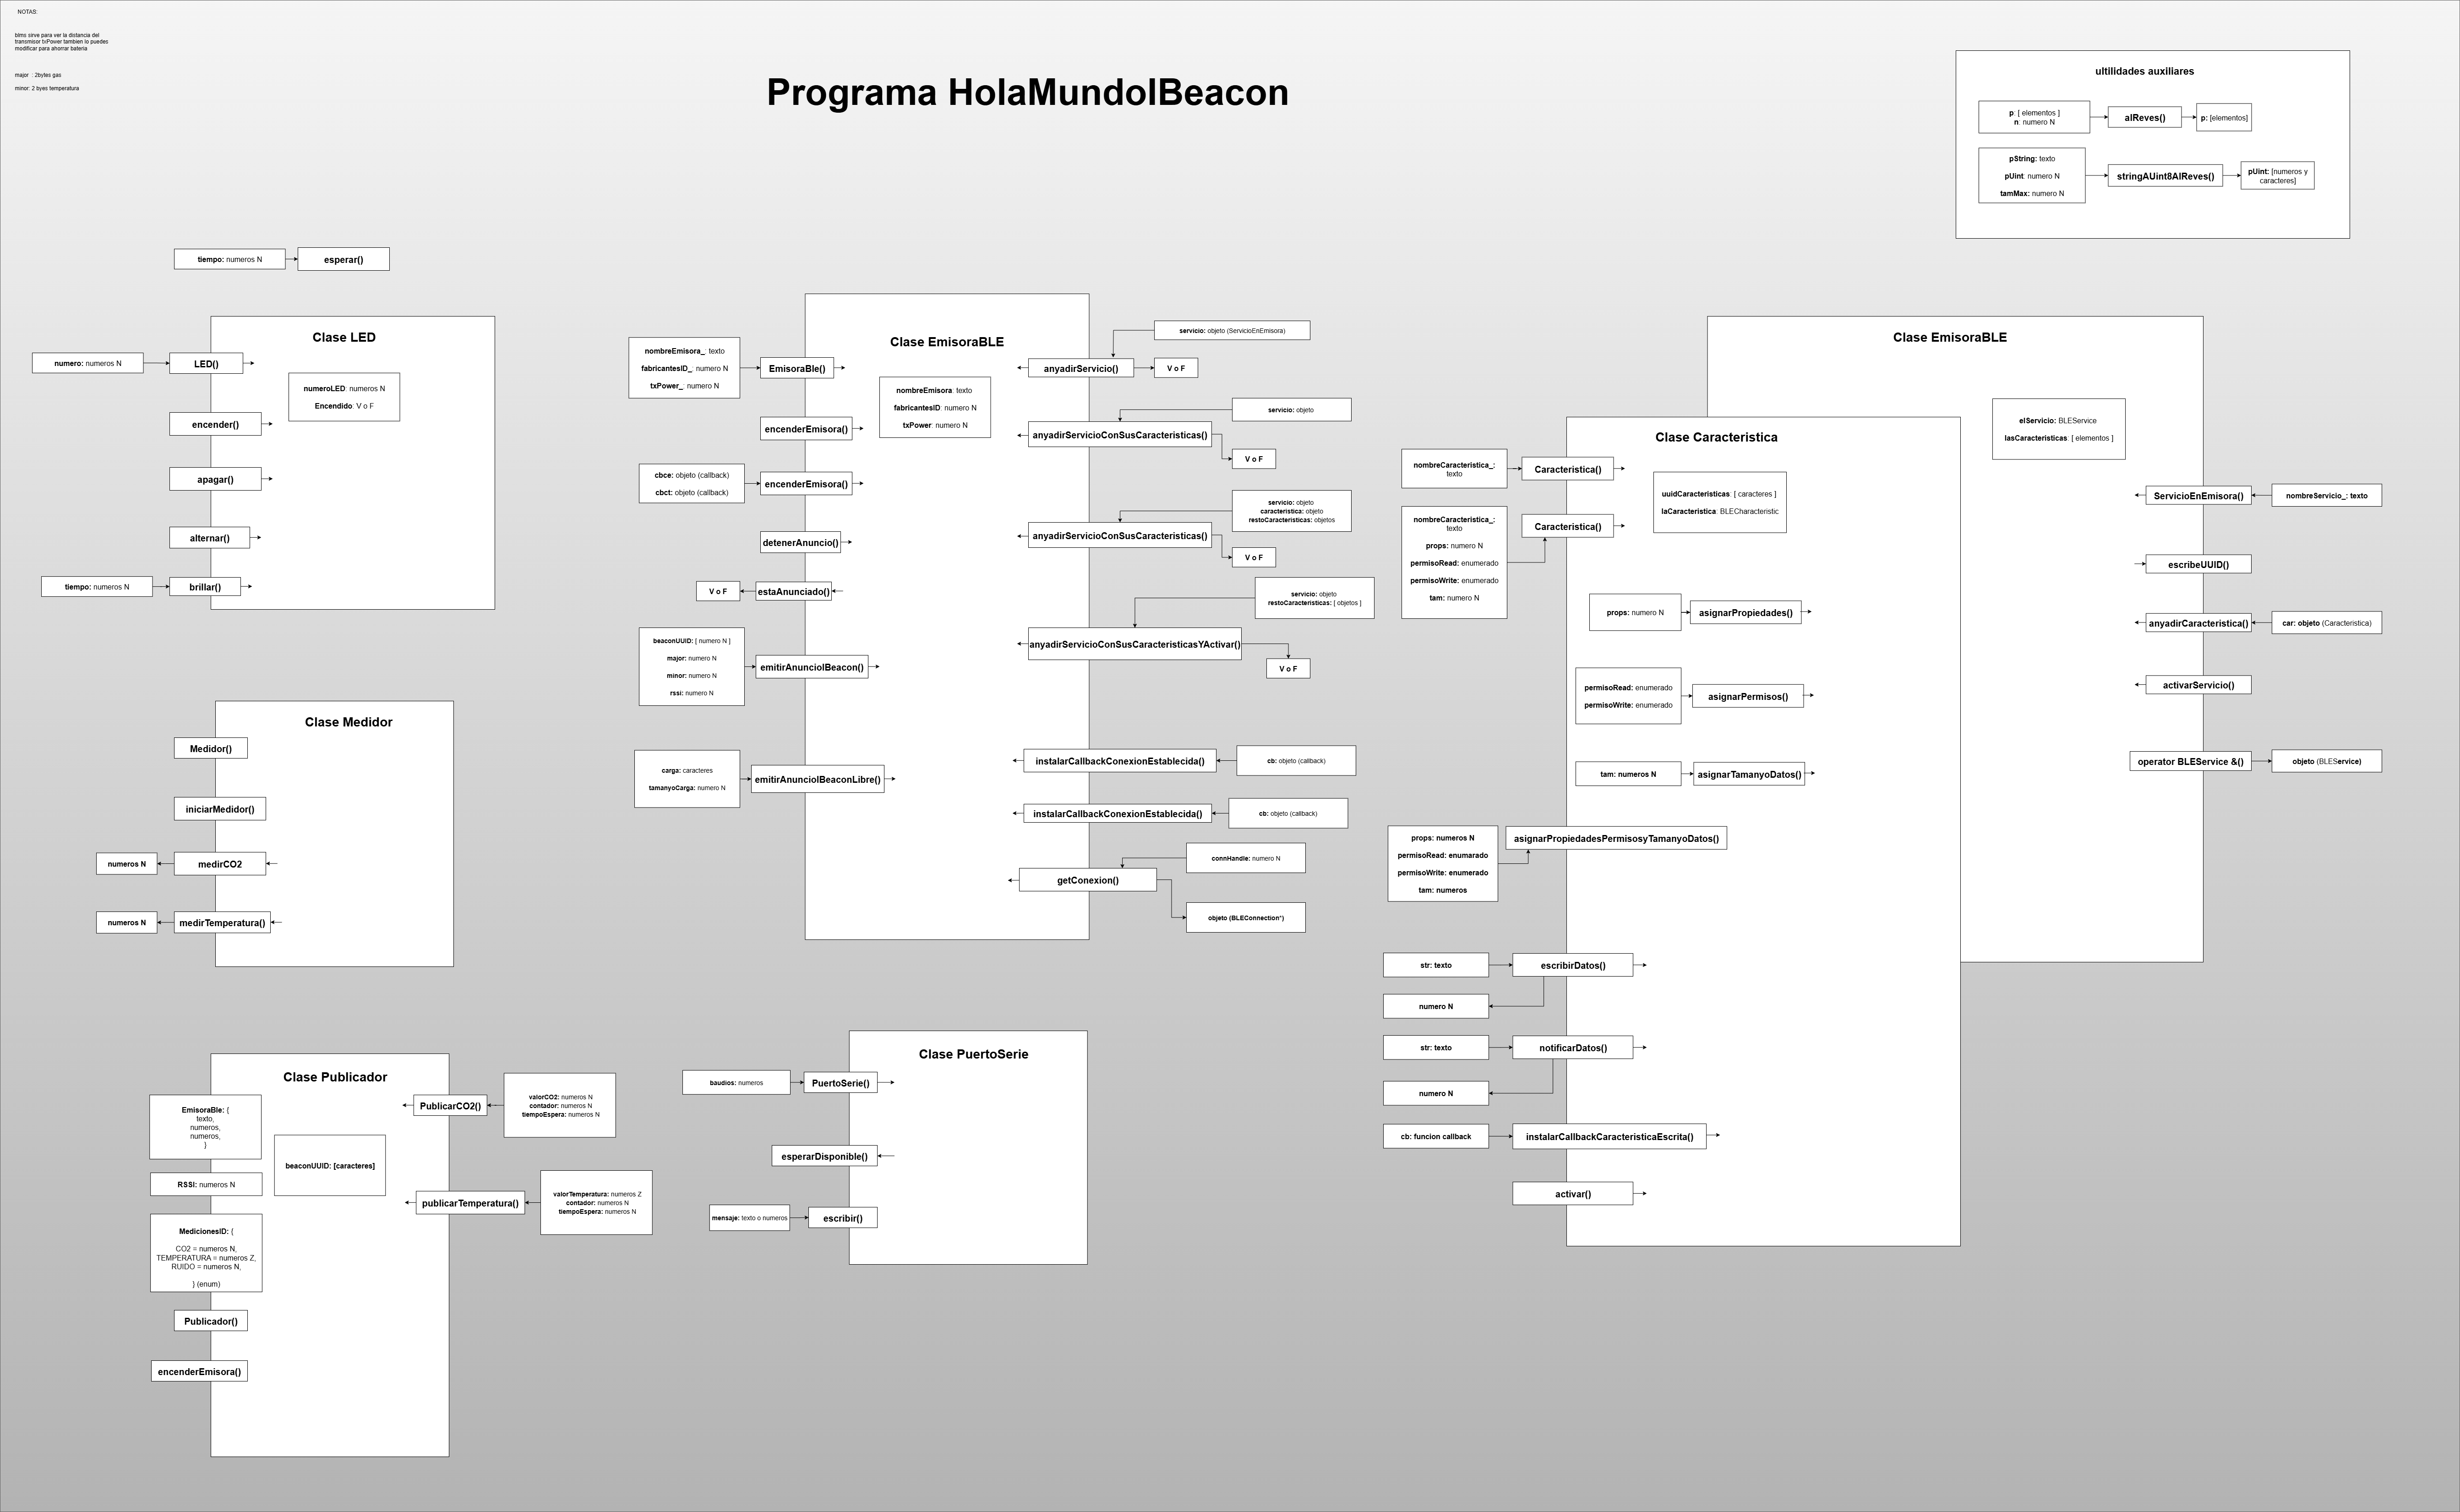 NOTAS:
blms sirve para ver la distancia del
transmisor txPower tambien lo puedes
modificar para ahorrar bateria
major : 2bytes gas
minor: 2 byes temperatura
Programa HolaMundoIBeacon
ultilidades auxiliares
p: [ elementos ]
n: numero N
alReves()
p: [elementos]
pString: texto
pUint: numero N
tamMax: numero N
stringAUint8AlReves()
pUint: [numeros y
caracteres]
tiempo: numeros N
esperar()
Clase LED
numero: numeros N
LED()
numeroLED: numeros N
Encendido: V o F
encender()
apagar()
alternar()
tiempo: numeros N
brillar()
Clase Medidor
Medidor()
iniciarMedidor()
numeros N
medirCO2
numeros N
medirTemperatura()
Clase Publicador
EmisoraBle: {
texto,
numeros,
numeros,
}
RSSI: numeros N
MedicionesID: {
CO2 = numeros N,
TEMPERATURA = numeros Z,
RUIDO = numeros N,
} (enum)
Publicador()
encenderEmisora()
beaconUUID: [caracteres]
PublicarCO2()
valorCO2: numeros N
contador: numeros N
tiempoEspera: numeros N
publicarTemperatura()
valorTemperatura: numeros Z
contador: numeros N
tiempoEspera: numeros N
Clase EmisoraBLE
nombreEmisora_: texto
fabricantesID_: numero N
txPower_: numero N
EmisoraBle()
nombreEmisora: texto
fabricantesID: numero N
txPower: numero N
encenderEmisora()
cbce: objeto (callback)
cbct: objeto (callback)
encenderEmisora()
detenerAnuncio()
V o F
estaAnunciado()
beaconUUID: [ numero N ]
major: numero N
minor: numero N
rssi: numero N
emitirAnuncioIBeacon()
carga: caracteres
tamanyoCarga: numero N
emitirAnuncioIBeaconLibre()
servicio: objeto (ServicioEnEmisora)
anyadirServicio()
V o F
servicio: objeto
anyadirServicioConSusCaracteristicas()
V o F
servicio: objeto
caracteristica: objeto
restoCaracteristicas: objetos
anyadirServicioConSusCaracteristicas()
V o F
servicio: objeto
restoCaracteristicas: [ objetos ]
anyadirServicioConSusCaracteristicasYActivar()
V o F
instalarCallbackConexionEstablecida()
cb: objeto (callback)
instalarCallbackConexionEstablecida()
cb: objeto (callback)
connHandle: numero N
getConexion()
objeto (BLEConnection*)
Clase PuertoSerie
baudios: numeros
PuertoSerie()
esperarDisponible()
mensaje: texto o numeros
escribir()
Clase EmisoraBLE
elServicio: BLEService
lasCaracteristicas: [ elementos ]
ServicioEnEmisora()
nombreServicio_: texto
escribeUUID()
anyadirCaracteristica()
car: objeto (Caracteristica)
activarServicio()
operator BLEService &()
objeto (BLEService)
Clase Caracteristica
nombreCaracteristica_:
texto
Caracteristica()
uuidCaracteristicas: [ caracteres ]
laCaracteristica: BLECharacteristic
nombreCaracteristica_:
texto
props: numero N
permisoRead: enumerado
permisoWrite: enumerado
tam: numero N
Caracteristica()
props: numero N
asignarPropiedades()
permisoRead: enumerado
permisoWrite: enumerado
asignarPermisos()
tam: numeros N
asignarTamanyoDatos()
props: numeros N
permisoRead: enumarado
permisoWrite: enumerado
tam: numeros
asignarPropiedadesPermisosyTamanyoDatos()
str: texto
escribirDatos()
numero N
str: texto
notificarDatos()
numero N
cb: funcion callback
instalarCallbackCaracteristicaEscrita()
activar()